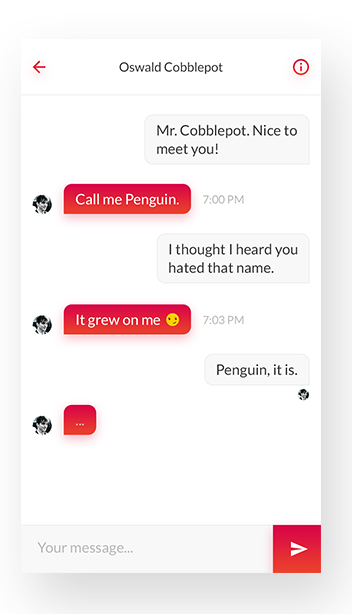 Oswald Cobblepot
Mr. Cobblepot. Nice to
meet you!
Call me Penguin.
7:00 PM
I thought I heard you
hated that name.
It grew on me 😏
7:03 PM
Penguin, it is.
...
Your message...